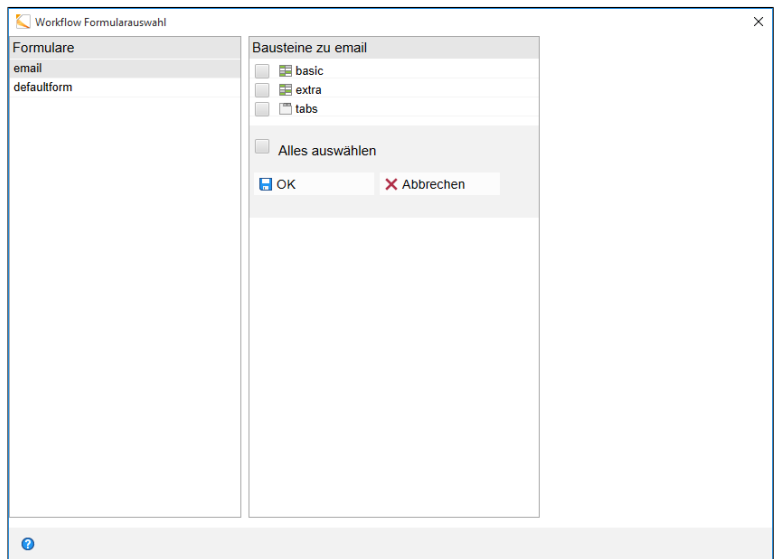 Workflow Formularauswahl
Formulare
email
defaultform
Bausteine zu email
basic
extra
tabs
Alles auswählen
OK
Abbrechen